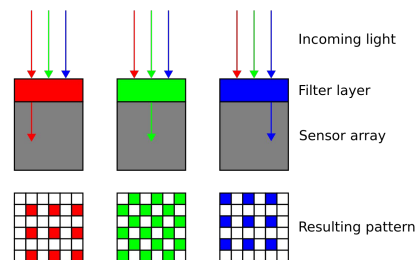 Incoming light
Filter layer
Sensor array
Resulting pattern